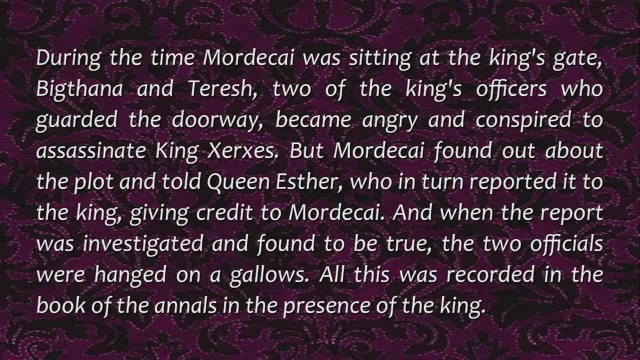 During the time Mordecai was sitting at the king's gate,
Bigthana and Teresh, two of the king's officers who
guarded the doorway, became angry and conspired to
assassinate King Xerxes. But Mordecai found out about
the plot and told Queen Esther, who in turn reported it to
the king, giving credit to Mordecai. And when the report
was investigated and found to be true, the two officials
were hanged on a gallows. All this was recorded in the
book of the annals in the presence of the king.